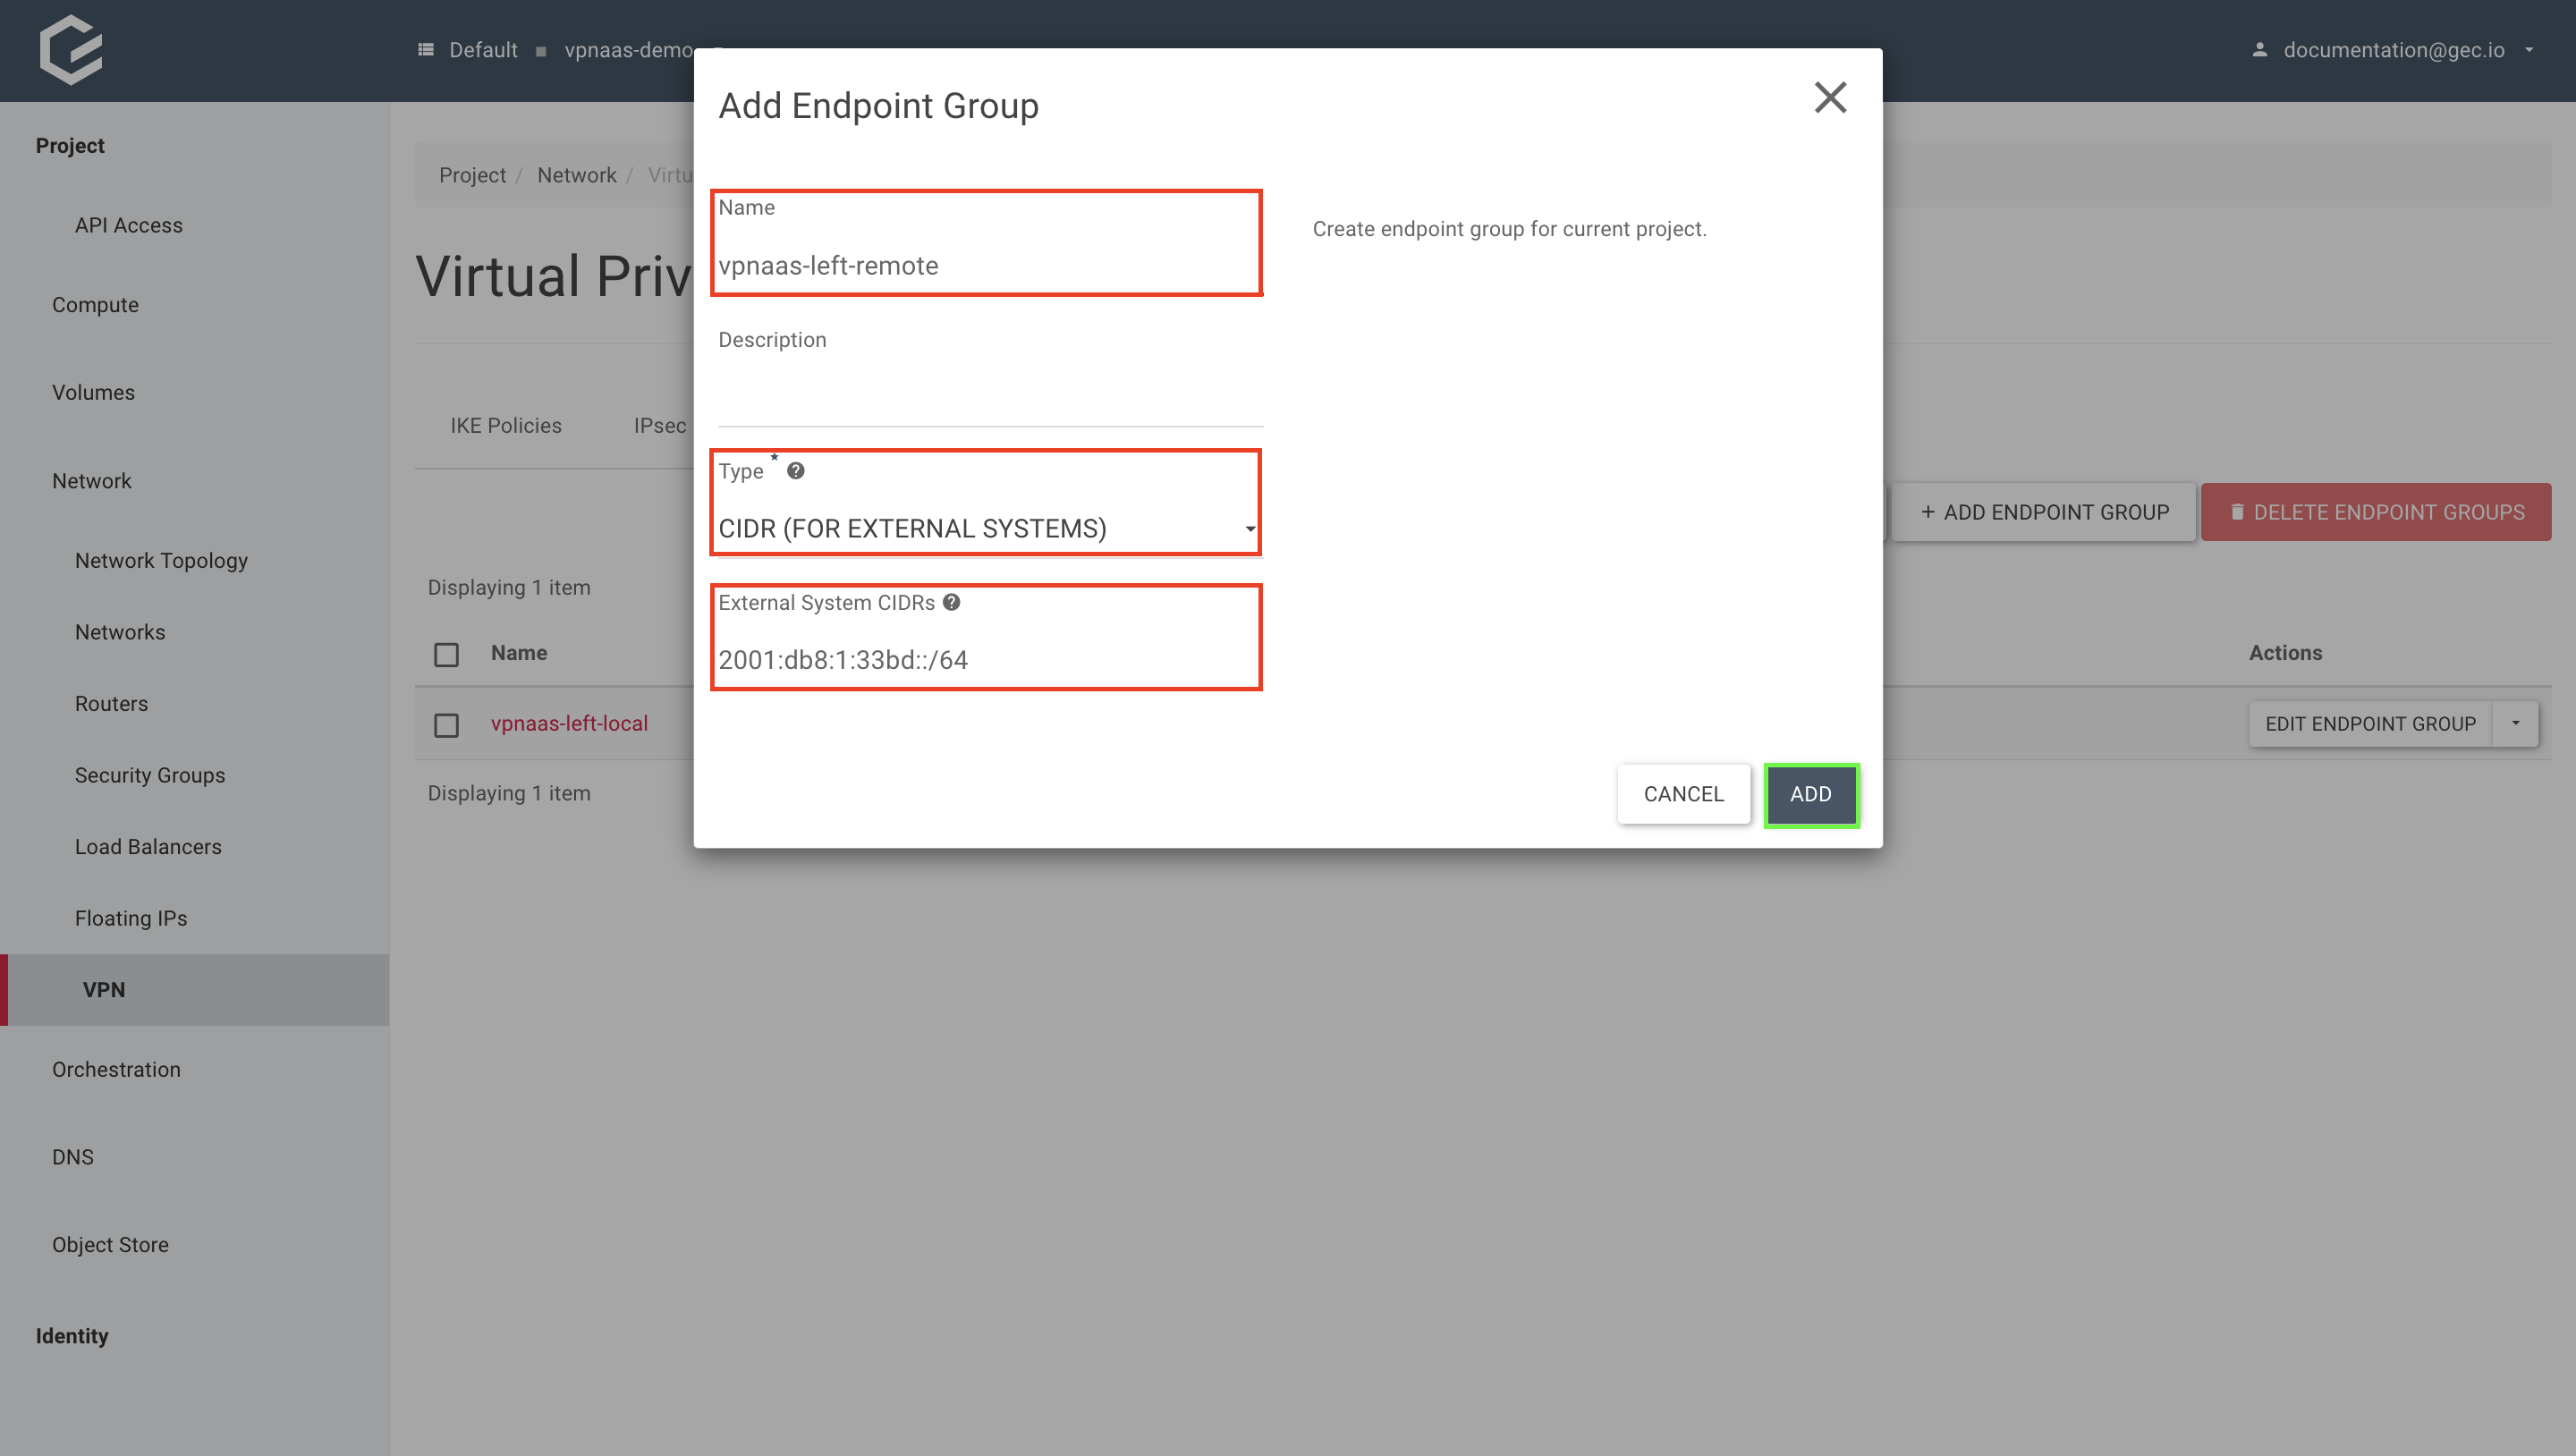 Default vpnaas-demo
documentation@gec.io
Project
API Access
Compute
Volumes
Network
Network Topology
Networks
Routers
Security Groups
Load Balancers
Floating IPs
VPN
Orchestration
DNS
Object Store
Identity
Project / Network / Virtu
Virtual Priv
IKE Policies IPsec
+ ADD ENDPOINT GROUP DELETE ENDPOINT GROUPS
Displaying 1 item
Name Actions
vpnaas-left-local EDIT ENDPOINT GROUP
Displaying 1 item
Add Endpoint Group
Name
vpnaas-left-remote
Create endpoint group for current project.
Description
Type *
CIDR (FOR EXTERNAL SYSTEMS)
External System CIDRs
2001:db8:1:33bd::/64
CANCEL ADD